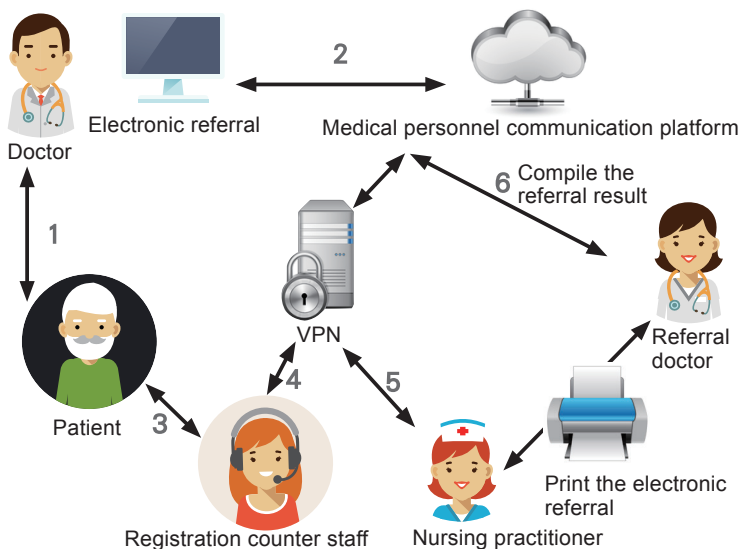 2
Electronic referral
Medical personnel communication platform
Doctor
6 Compile the
referral result
1
VPN
Referral
doctor
4
5
Patient
3
Print the electronic
referral
Registration counter staff
Nursing practitioner